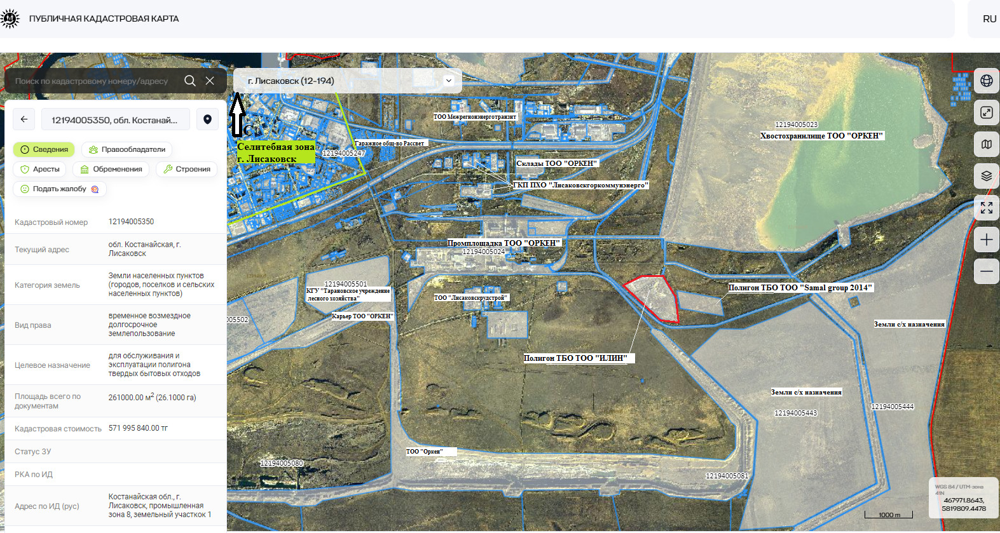 ПУБЛИЧНАЯ КАДАСТРОВАЯ КАРТА
RU
Поиск по кадастровому номеру/адресу
г. Лисаковск (12-194)
12194005350, обл. Костанай...
Сведения
Правообладатели
Аресты
Обременения
Строения
Подать жалобу
Кадастровый номер
12194005350
Текущий адрес
обл. Костанайская, г.
Лисаковск
Категория земель
Земли населенных пунктов
(городов, поселков и сельских
населенных пунктов)
Вид права
временное возмездное
долгосрочное
землепользование
Целевое назначение
для обслуживания и
эксплуатации полигона
твердых бытовых отходов
Площадь всего по
документам
261000.00 м2 (26.1000 га)
Кадастровая стоимость
571 995 840.00 тг
Статус ЗУ
РКА по ИД
Адрес по ИД (рус)
Костанайская обл., г.
Лисаковск, промышленная
зона 8, земельный участкок 1
С
Селитебная зона
г. Лисаковск
12194005247
ТОО Межрегионэнерготранзит
Гаражное общ-во Рассвет
Склады ТОО "ОРКЕН"
ГКП ПХО "Лисаковскгоркоммунэнерго"
12194005023
Хвостохранилище ТОО "ОРКЕН"
Промплощадка ТОО "ОРКЕН"
12194005024
12194005501
КГУ "Тарановское учреждение
лесного хозяйства"
ТОО "Лисаковскрудстрой"
Карьер ТОО "ОРКЕН"
005502
Полигон ТБО ТОО "Samal group 2014"
Земли с/х назначения
Полигон ТБО ТОО "ИЛИН"
Земли с/х назначения
12194005443
12194005444
ТОО "Оркен"
12194005080
12194005081
WGS 84 / UTM-зона
41N
467971.8643,
5819809.4478
1000 m